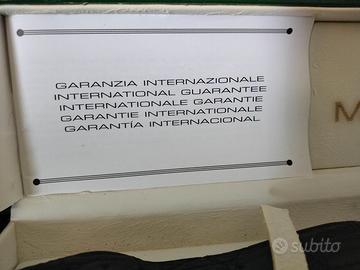 GARANZIA INTERNAZIONALE
INTERNATIONAL GUARANTEE
INTERNATIONALE GARANTIE
GARANTIE INTERNATIONALE
GARANTÍA INTERNACIONAL
M
subito